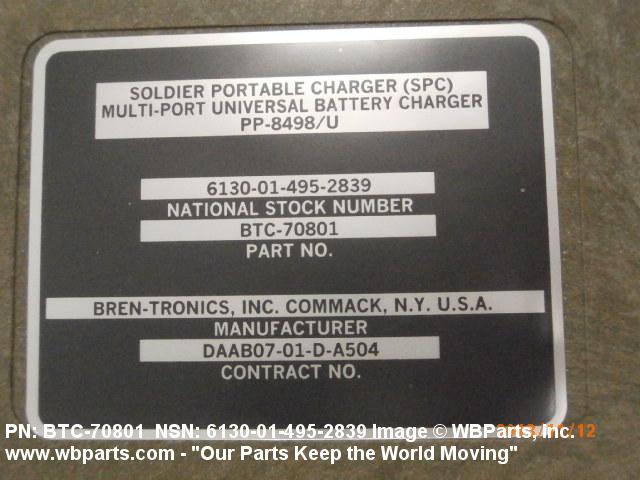 SOLDIER PORTABLE CHARGER (SPC)
MULTI-PORT UNIVERSAL BATTERY CHARGER
PP-8498/U
6130-01-495-2839
NATIONAL STOCK NUMBER
BTC-70801
PART NO.
BREN-TRONICS, INC. COMMACK, N.Y. U.S.A.
MANUFACTURER
DAAB07-01-D-A504
CONTRACT NO.
PN: BTC-70801 NSN: 6130-01-495-2839 Image © WBParts, Inc.
www.wbparts.com - "Our Parts Keep the World Moving"